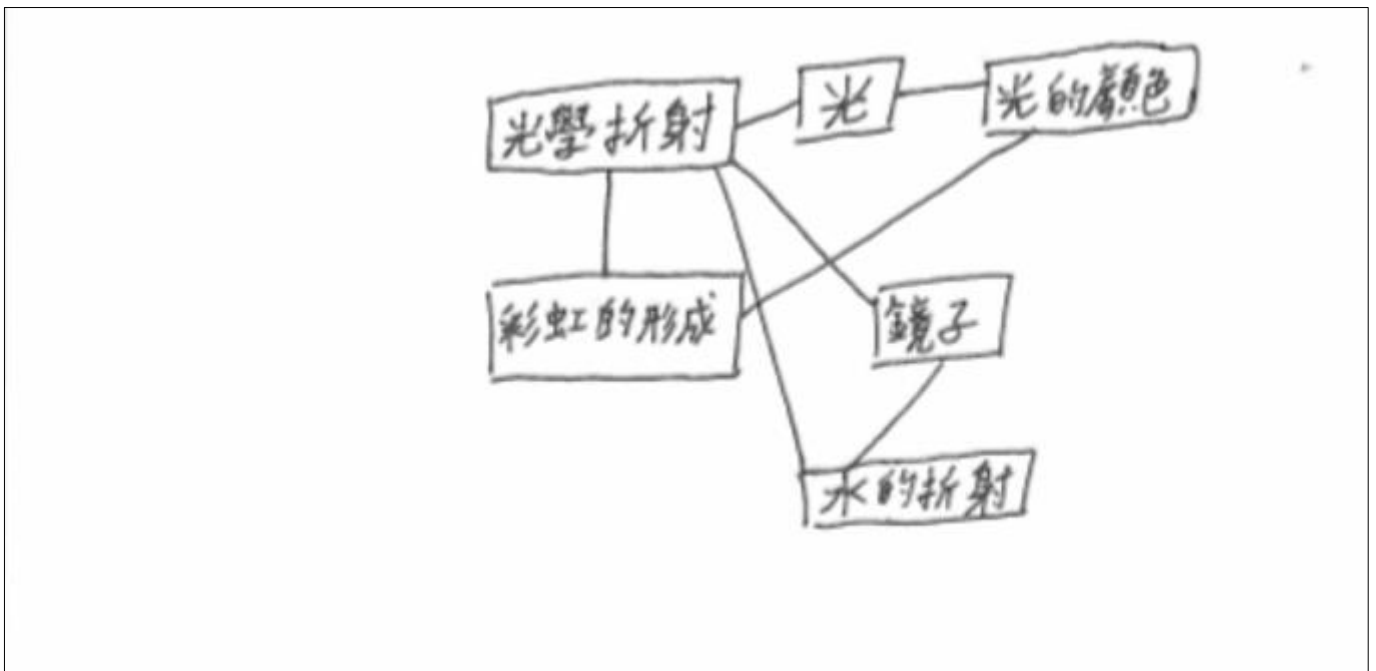 光學折射
光
光的顏色
彩虹的形成
鏡子
水的折射